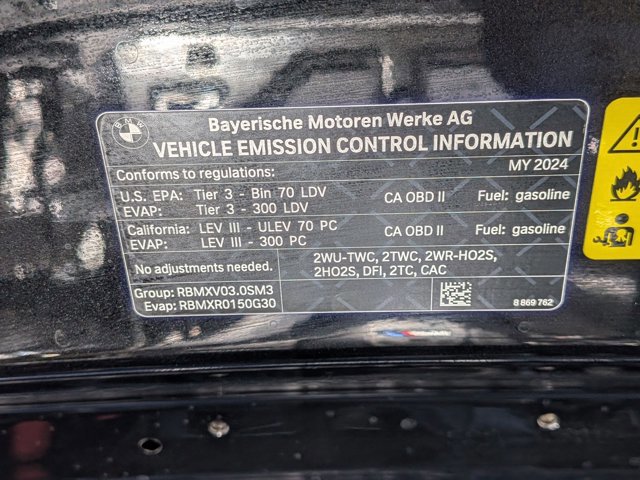 BMW
Bayerische Motoren Werke AG
VEHICLE EMISSION CONTROL INFORMATION
Conforms to regulations: MY 2024
U.S. EPA: Tier 3 - Bin 70 LDV CA OBD II Fuel: gasoline
EVAP: Tier 3 - 300 LDV
California: LEV III - ULEV 70 PC CA OBD II Fuel: gasoline
EVAP: LEV III - 300 PC
No adjustments needed. 2WU-TWC, 2TWC, 2WR-HO2S,
2HO2S, DFI, 2TC, CAC
Group: RBMXV03.0SM3
Evap: RBMXR0150G30 8 869 762